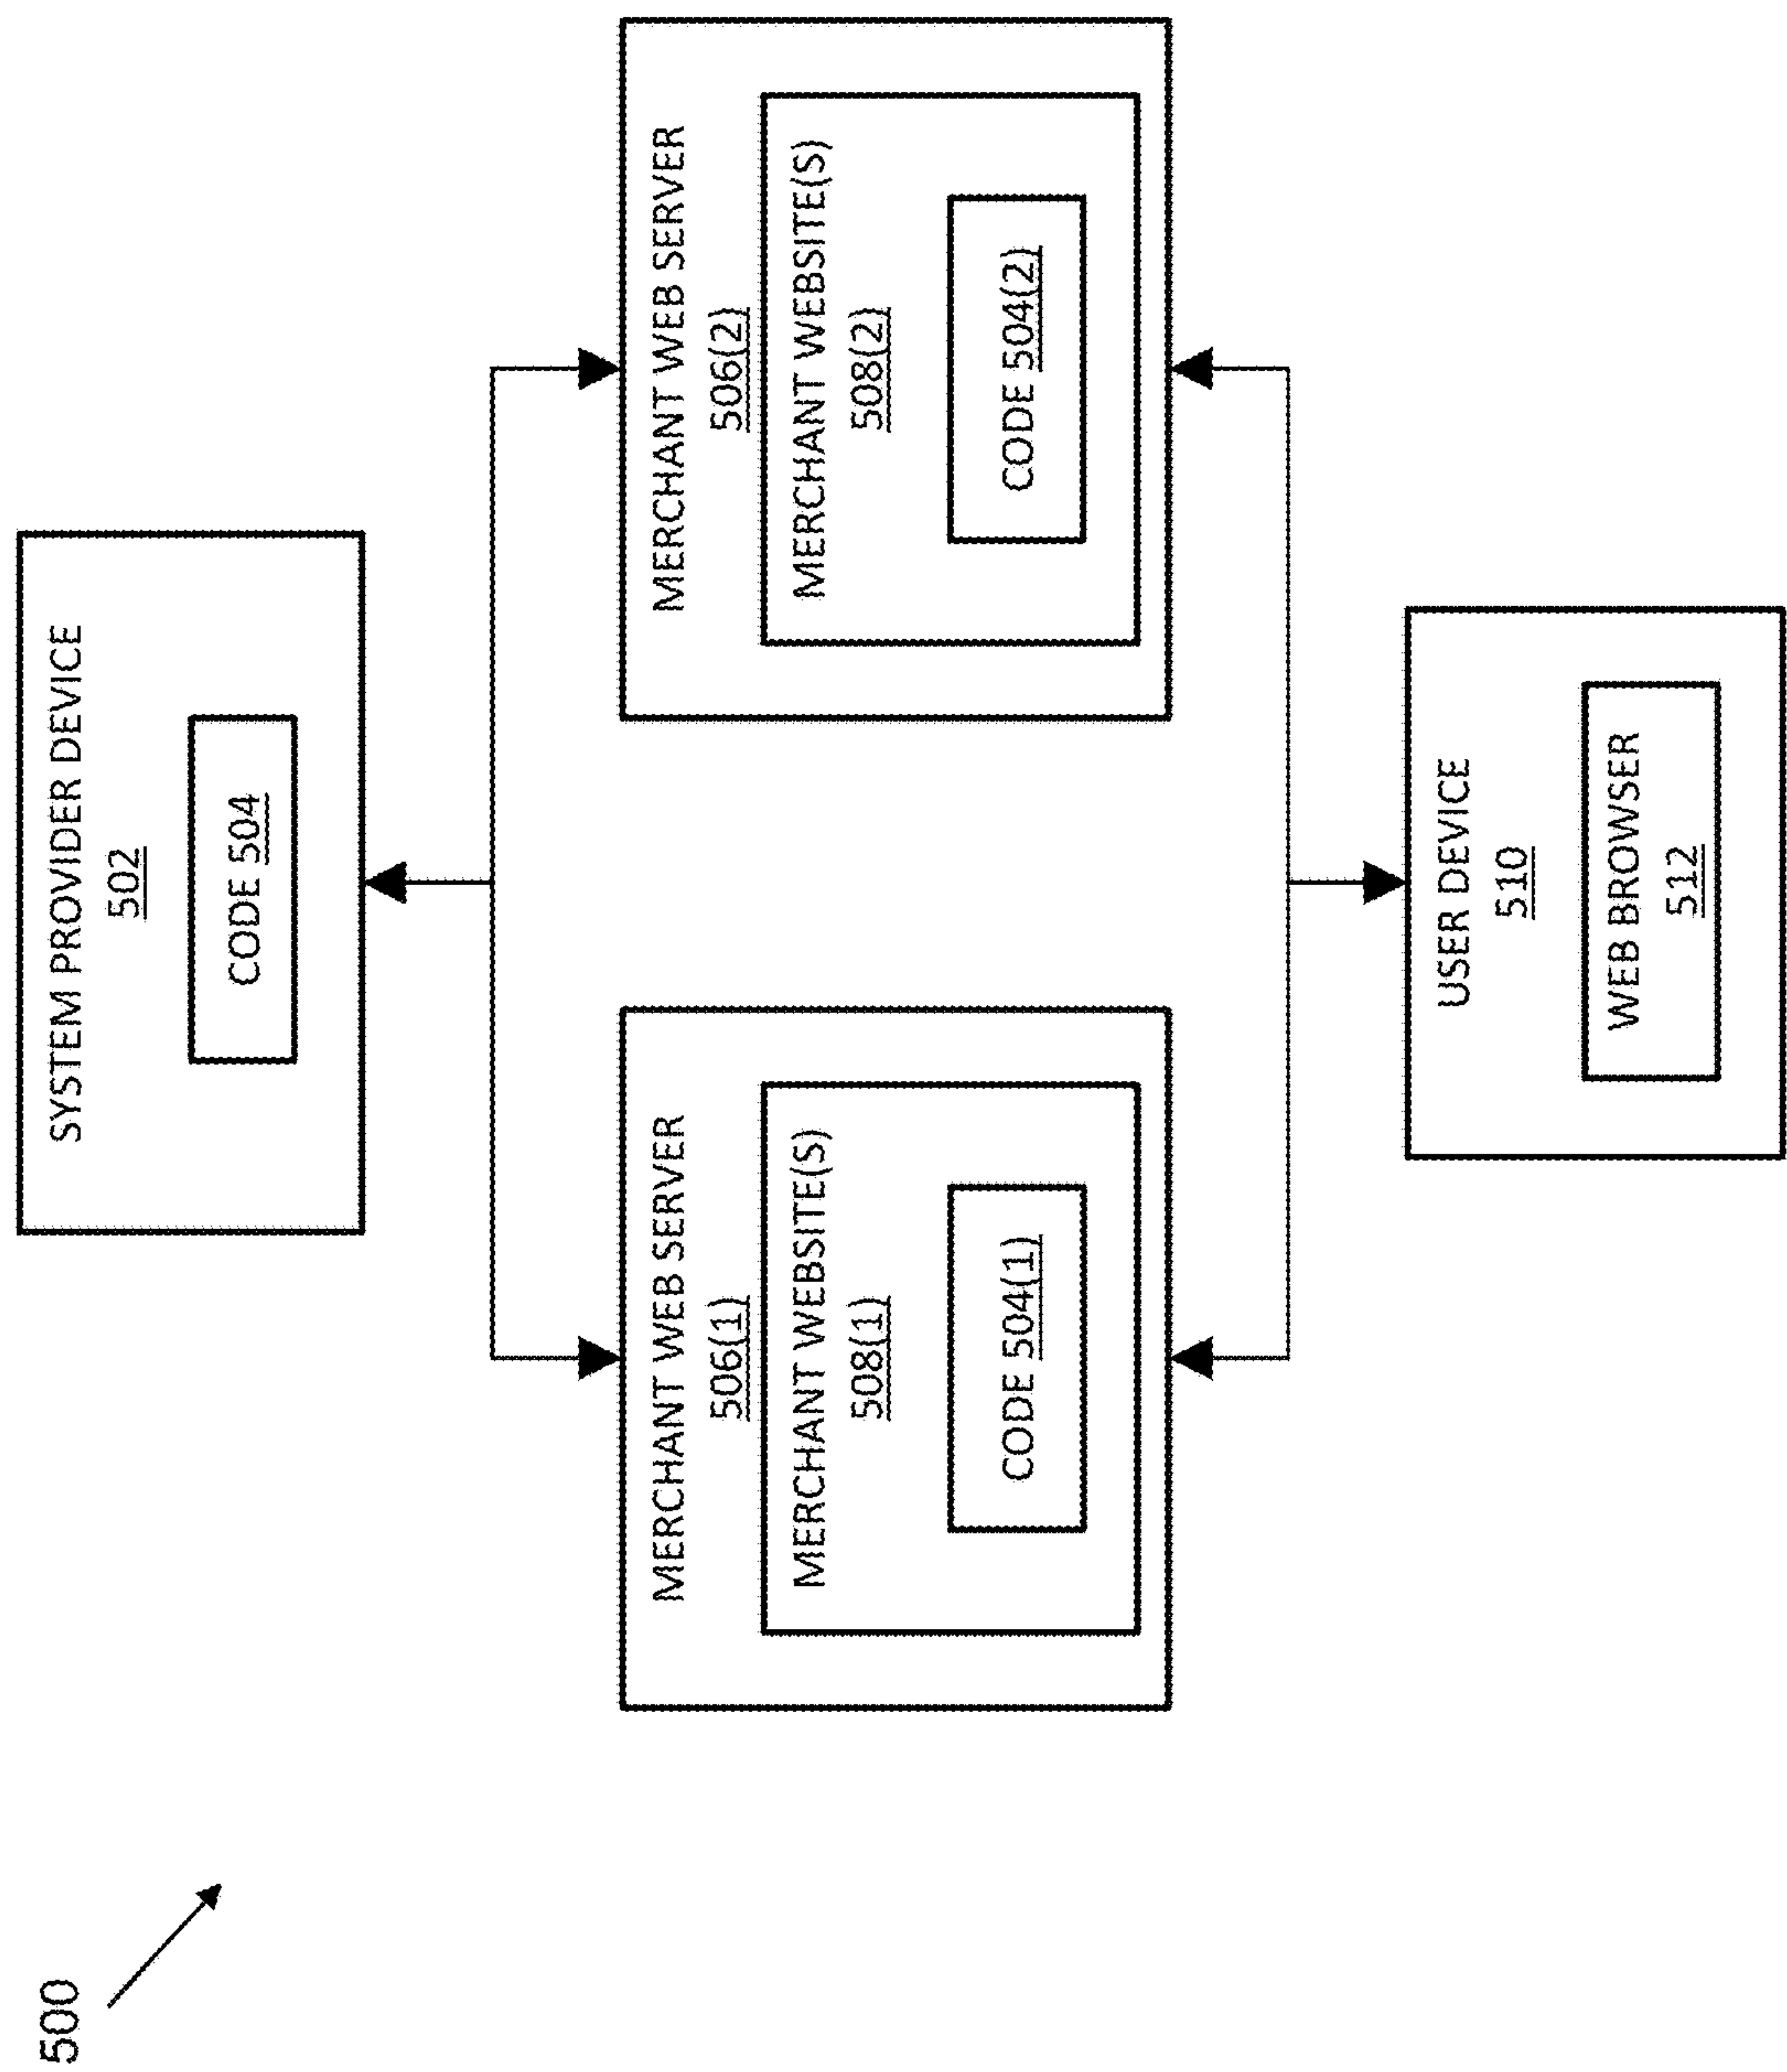 500
SYSTEM PROVIDER DEVICE
502
CODE 504
MERCHANT WEB SERVER
506(1)
MERCHANT WEBSITE(S)
508(1)
CODE 504(1)
MERCHANT WEB SERVER
506(2)
MERCHANT WEBSITE(S)
508(2)
CODE 504(2)
USER DEVICE
510
WEB BROWSER
512